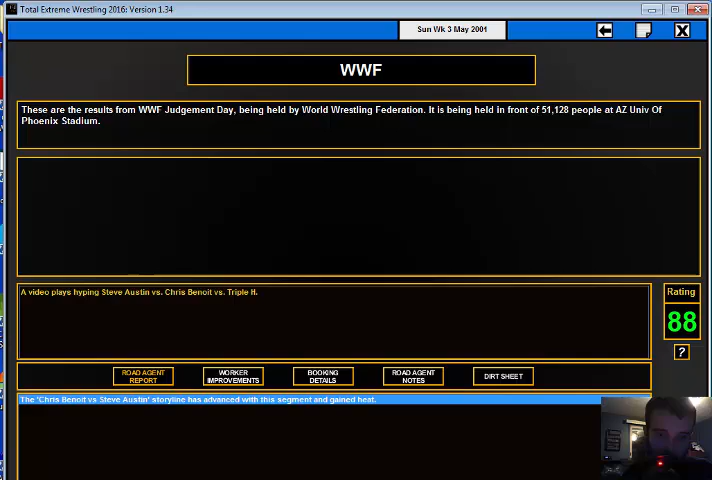 Total Extreme Wrestling 2016: Version 1.34
Sun Wk 3 May 2001
WWF
These are the results from WWF Judgement Day, being held by World Wrestling Federation. It is being held in front of 51,128 people at AZ Univ Of
Phoenix Stadium.
A video plays hyping Steve Austin vs. Chris Benoit vs. Triple H.
Rating
88
?
ROAD AGENT
REPORT
WORKER
IMPROVEMENTS
BOOKING
DETAILS
ROAD AGENT
NOTES
DIRT SHEET
The 'Chris Benoit vs Steve Austin' storyline has advanced with this segment and gained heat.